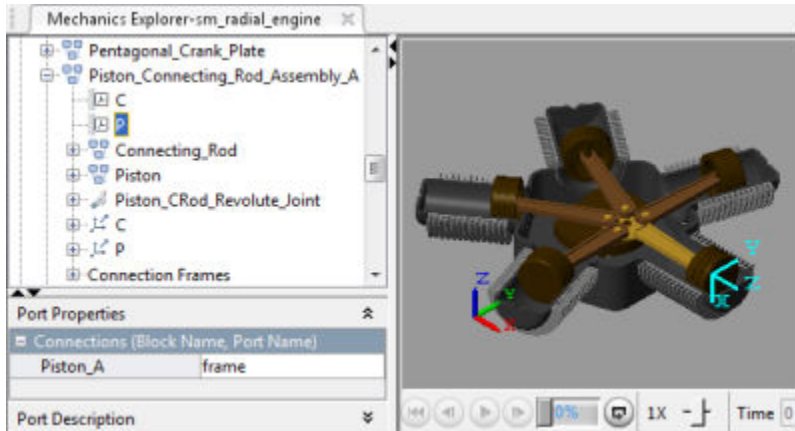 Mechanics Explorer-sm_radial_engine
Pentagonal_Crank_Plate
Piston_Connecting_Rod_Assembly_A
C
P
Connecting_Rod
Piston
Piston_CRod_Revolute_Joint
C
P
Connection Frames
Port Properties
Connections (Block Name, Port Name)
Piston_A frame
Port Description
Z
Y
X
Y
Z
X
0%
1X
Time 0